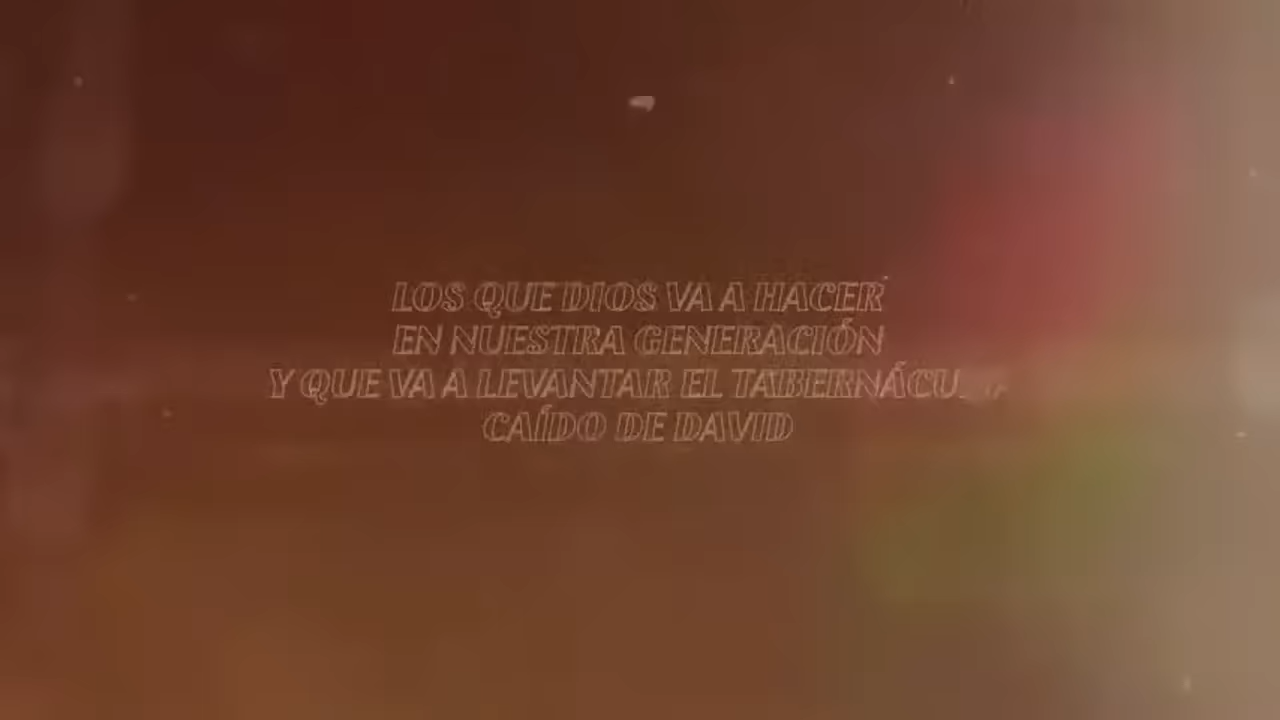 LOS QUE DIOS VA A HACER
EN NUESTRA GENERACIÓN
Y QUE VA A LEVANTAR EL
CAÍDO DE DAVID